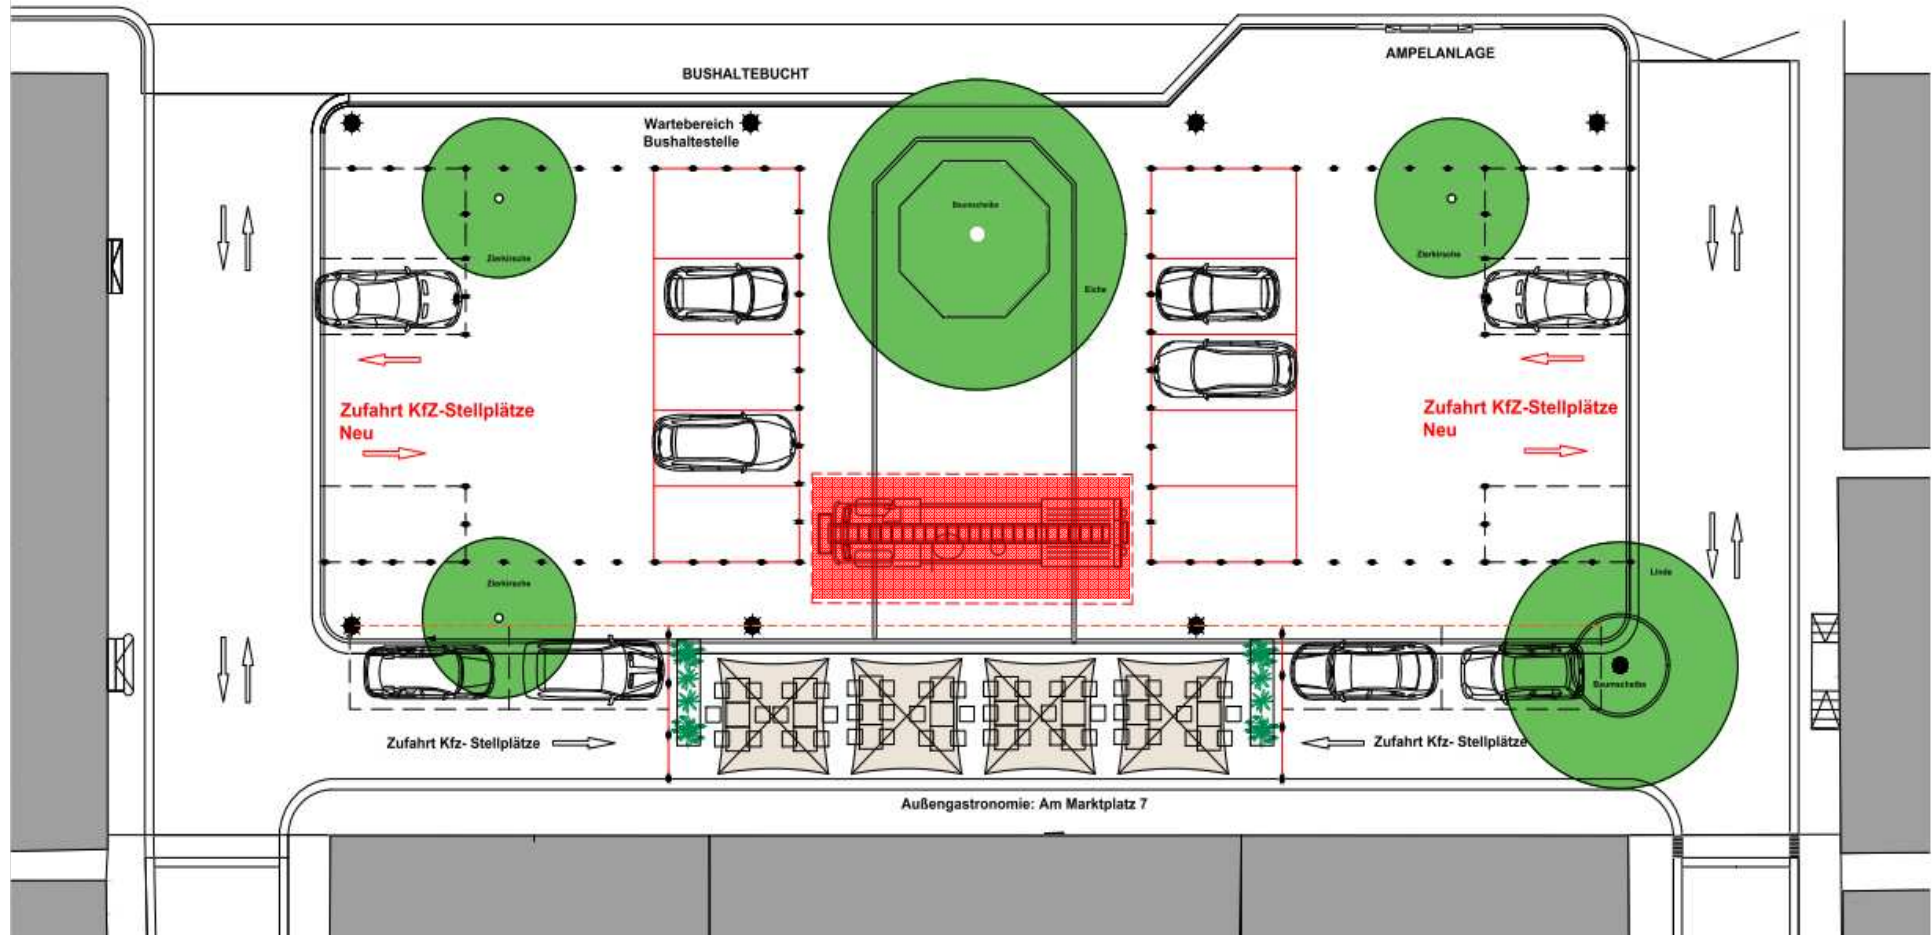 BUSHALTEBUCHT
AMPELANLAGE
Wartebereich
Bushaltestelle
Baumscheibe
Zierkirsche
Zierkirsche
Eiche
Zufahrt KfZ-Stellplätze
Neu
Zufahrt KfZ-Stellplätze
Neu
Zierkirsche
Linde
Baumscheibe
Zufahrt Kfz- Stellplätze
Zufahrt Kfz- Stellplätze
Außengastronomie: Am Marktplatz 7